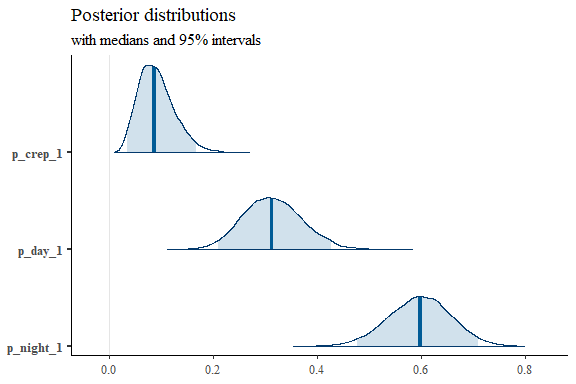 Posterior distributions
with medians and 95% intervals
p_crep_1
p_day_1
p_night_1
0.0 0.2 0.4 0.6 0.8